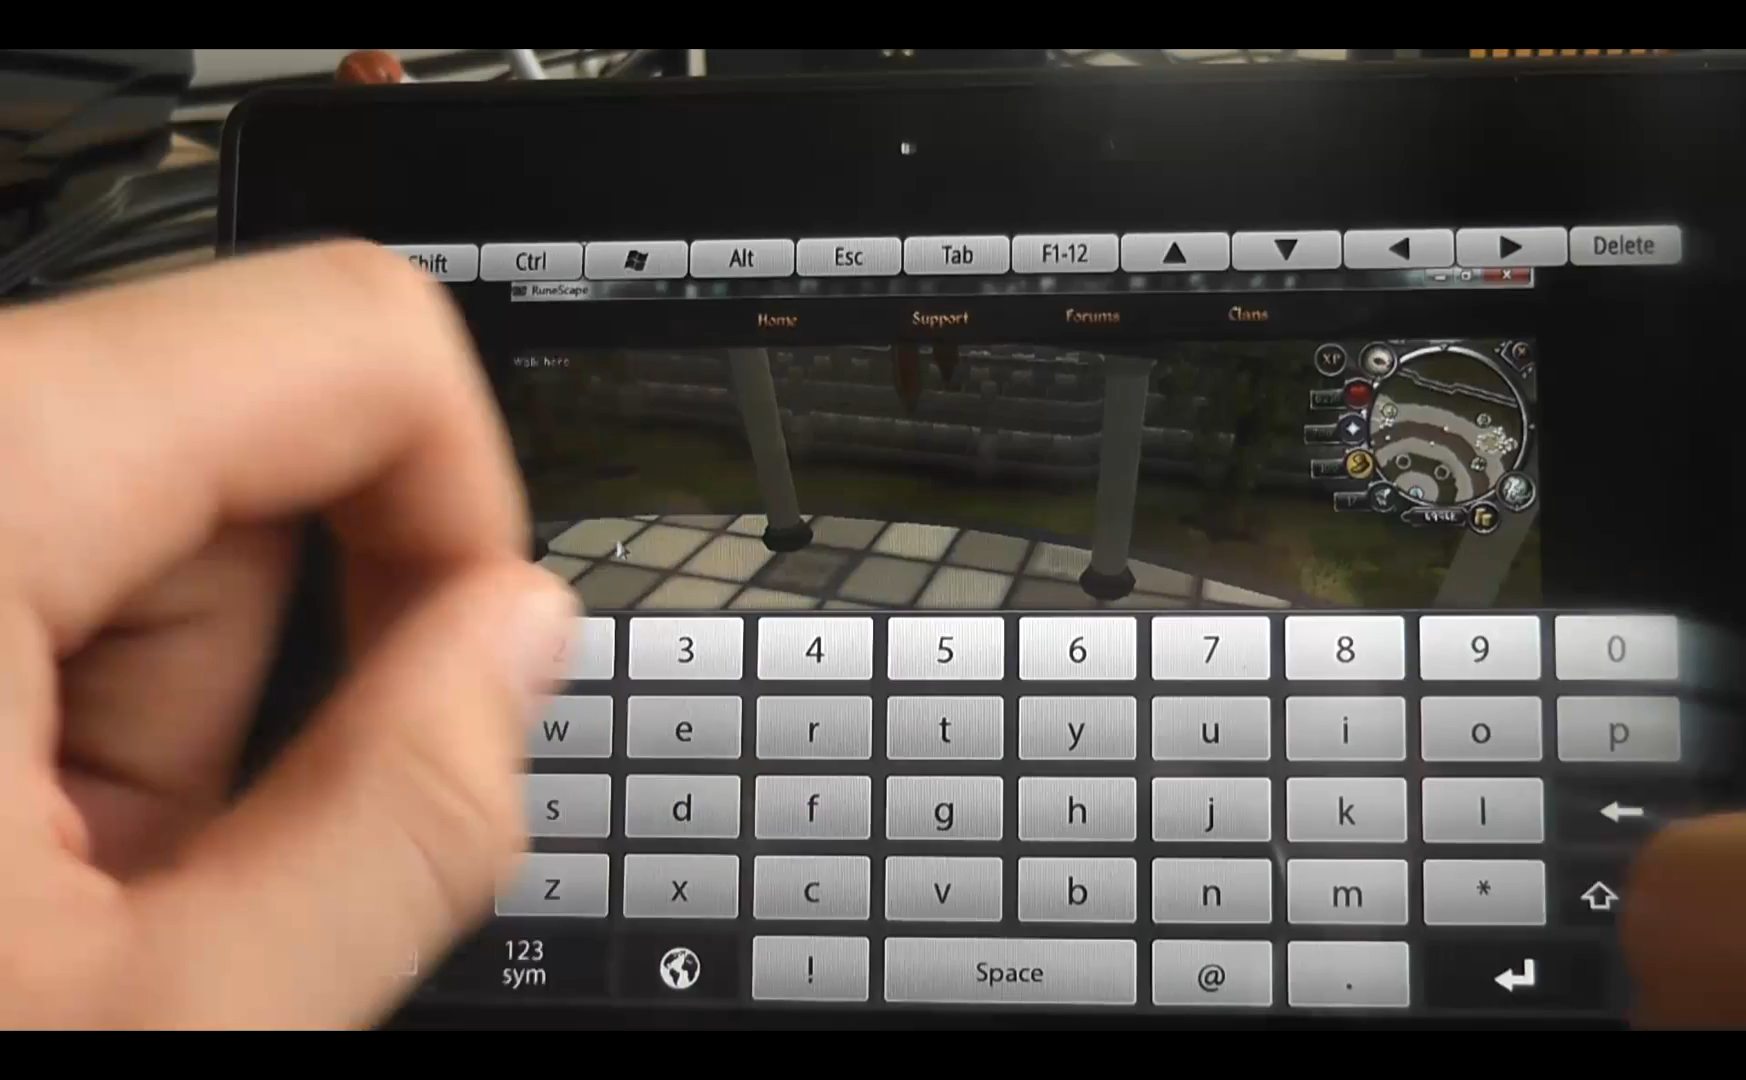 Shift Ctrl Alt Esc Tab F1-12 Delete
RuneScape
Home Support Forums Clans
Walk here
XP
2 3 4 5 6 7 8 9 0
w e r t y u i o p
s d f g h j k l
z x c v b n m *
123
sym
! Space @ .